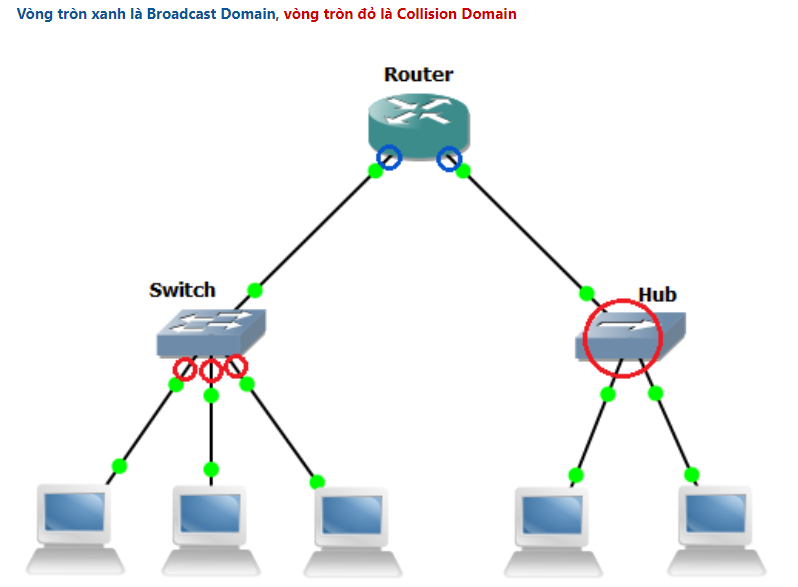 Vòng tròn xanh là Broadcast Domain, vòng tròn đỏ là Collision Domain
Router
Switch
Hub